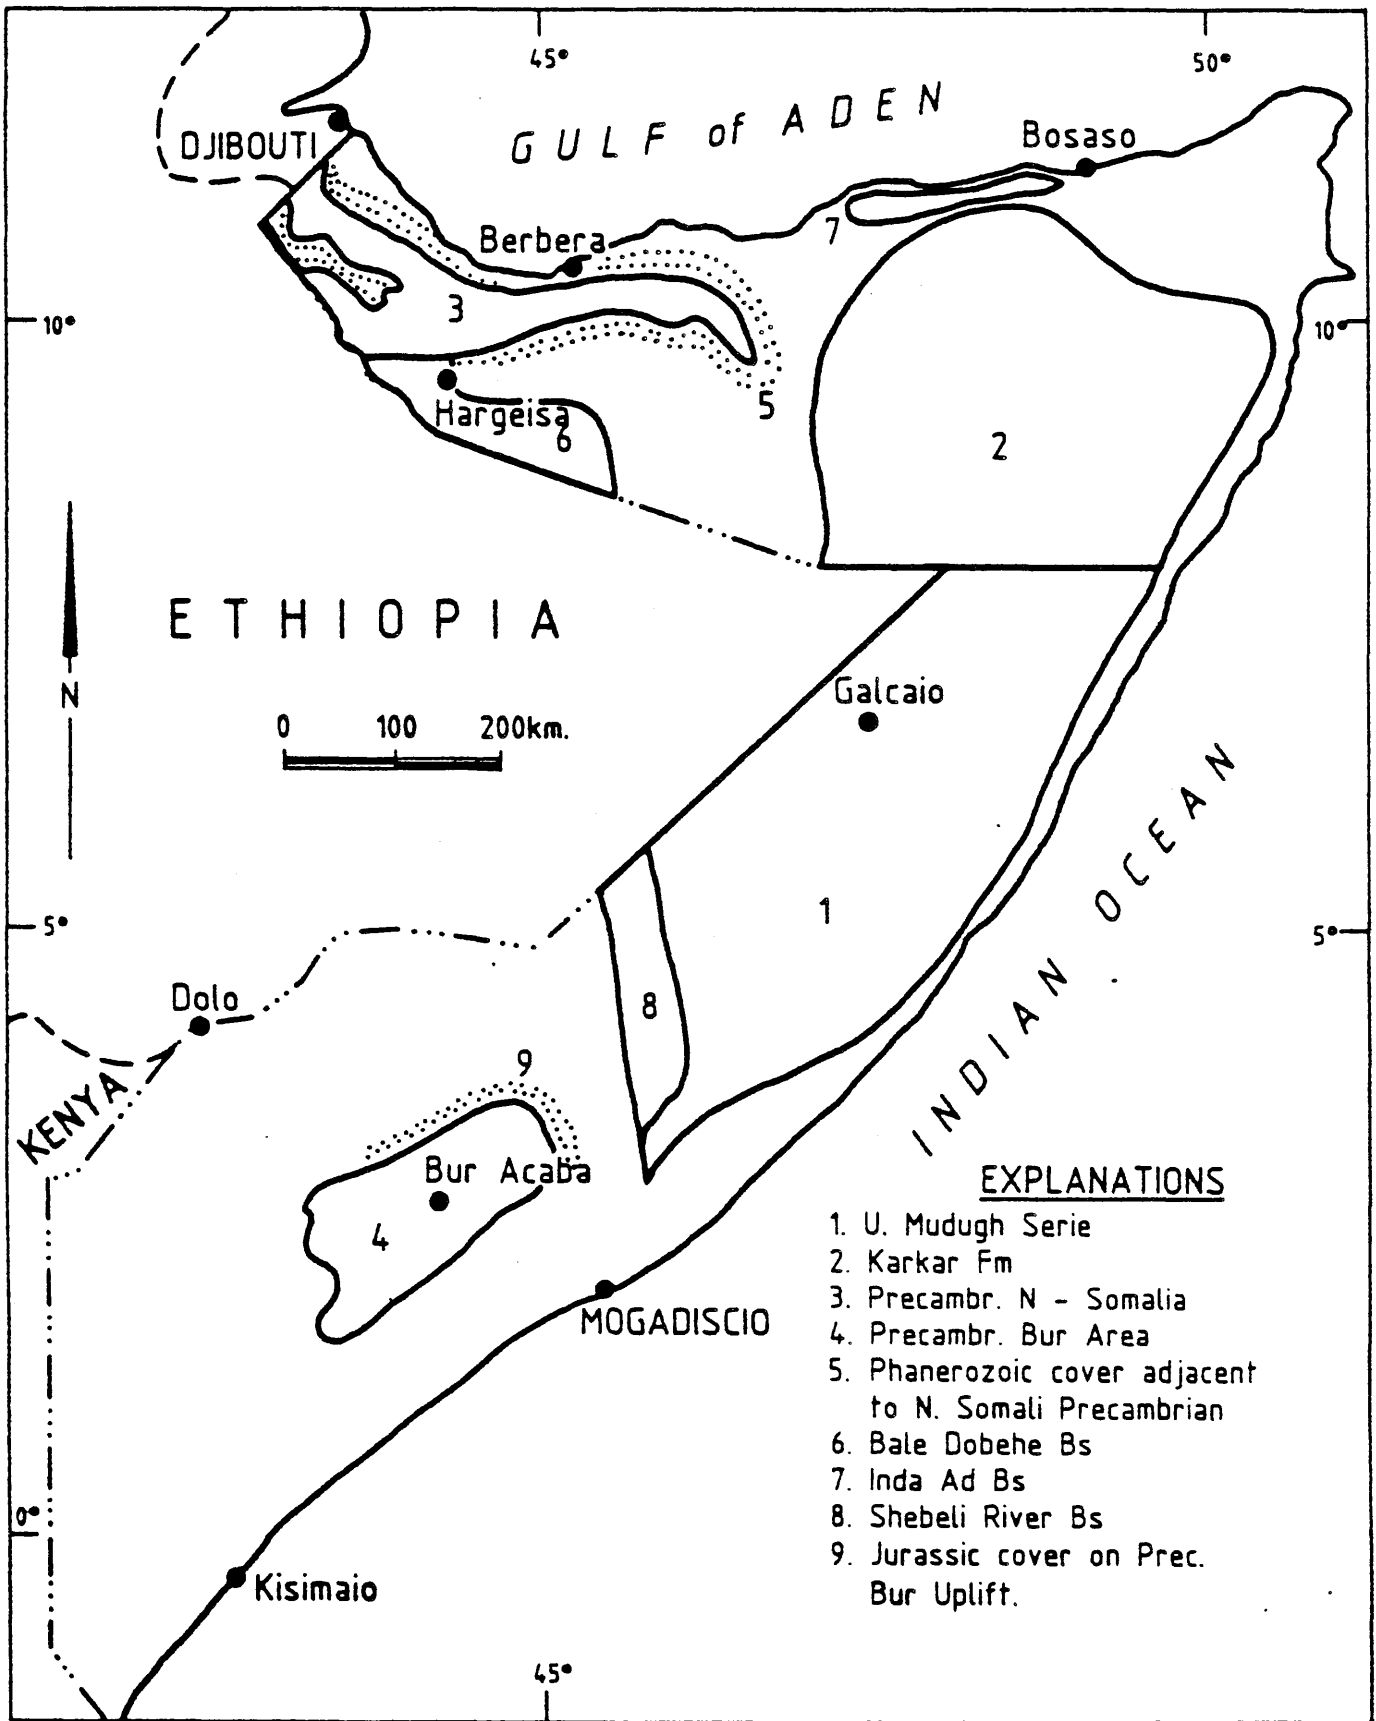 45°
50°
GULF of ADEN
DJIBOUTI
Bosaso
Berbera
7
3
10°
10°
5
Hargeisa
6
2
ETHIOPIA
N
Galcaio
0 100 200km.
INDIAN OCEAN
1
5°
5°
Dolo
8
9
KENYA
Bur Acaba
4
MOGADISCIO
0°
Kisimaio
45°
EXPLANATIONS
1. U. Mudugh Serie
2. Karkar Fm
3. Precambr. N - Somalia
4. Precambr. Bur Area
5. Phanerozoic cover adjacent
to N. Somali Precambrian
6. Bale Dobehe Bs
7. Inda Ad Bs
8. Shebeli River Bs
9. Jurassic cover on Prec.
Bur Uplift.